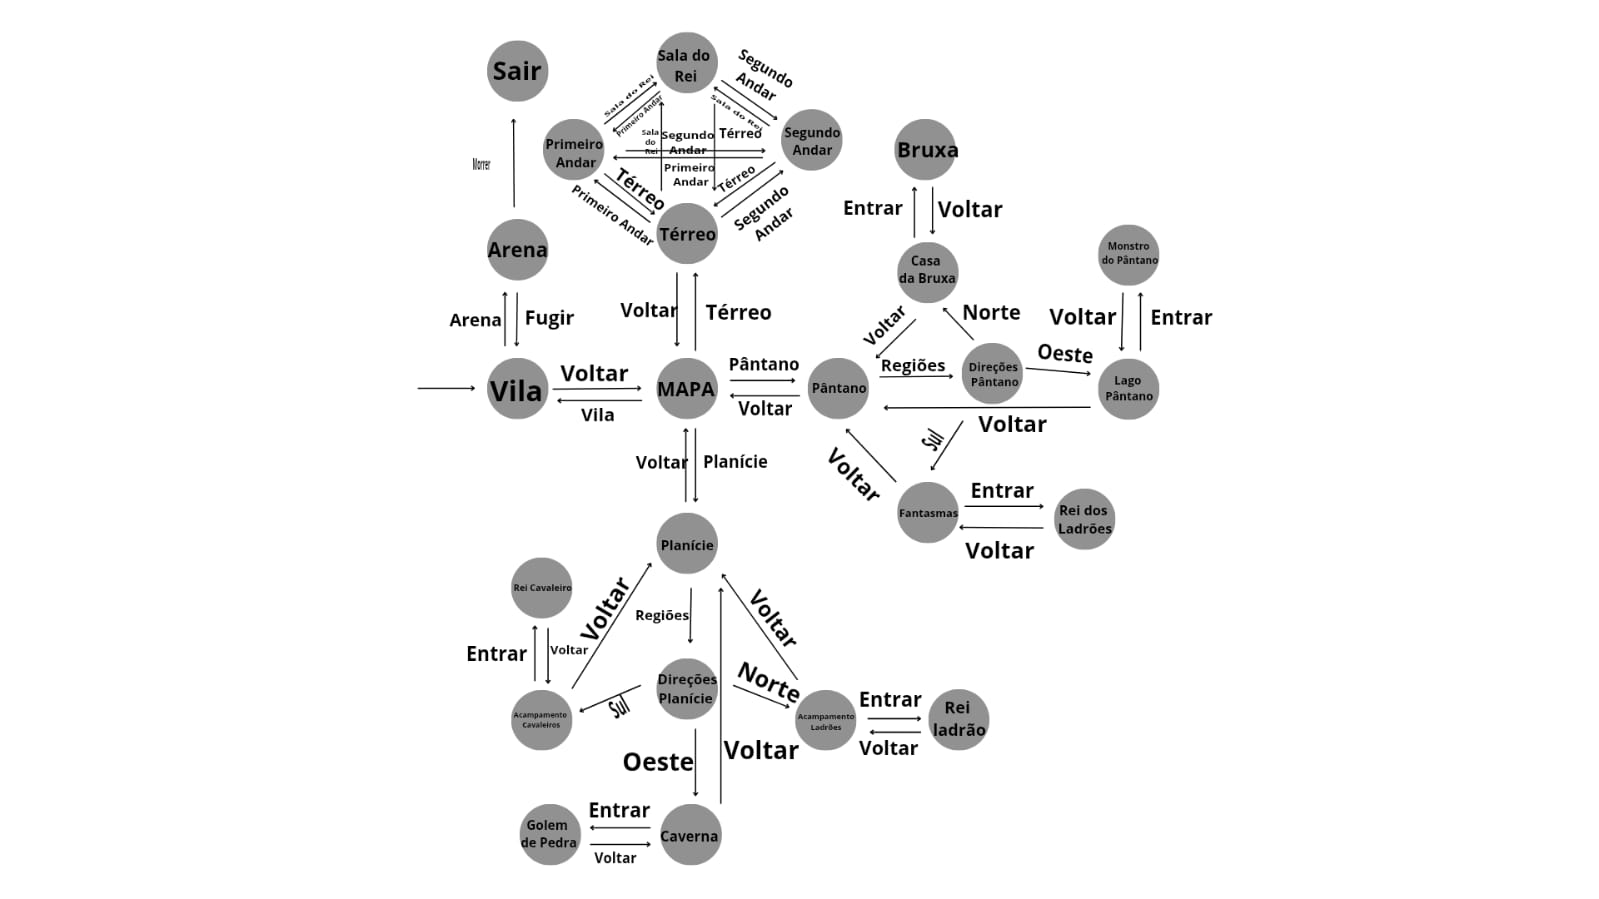 Sair
Sala do
Rei
Segundo
Andar
Sala do Rei
Primeiro Andar
Sala do Rei
Primeiro
Andar
Segundo
Andar
Sala
do
Rei
Segundo
Andar
Térreo
Primeiro
Andar
Térreo
Térreo
Primeiro Andar
Segundo
Andar
Térreo
Morrer
Arena
Arena
Fugir
Voltar
Térreo
Bruxa
Entrar
Voltar
Casa
da Bruxa
Voltar
Norte
Monstro
do Pântano
Voltar
Entrar
Vila
Voltar
Vila
MAPA
Pântano
Voltar
Pântano
Regiões
Direções
Pântano
Oeste
Lago
Pântano
Voltar
Sul
Voltar
Fantasmas
Entrar
Voltar
Rei dos
Ladrões
Voltar
Planície
Planície
Regiões
Voltar
Voltar
Rei Cavaleiro
Entrar
Voltar
Acampamento
Cavaleiros
Sul
Direções
Planície
Norte
Acampamento
Ladrões
Entrar
Voltar
Rei
ladrão
Oeste
Voltar
Golem
de Pedra
Entrar
Voltar
Caverna